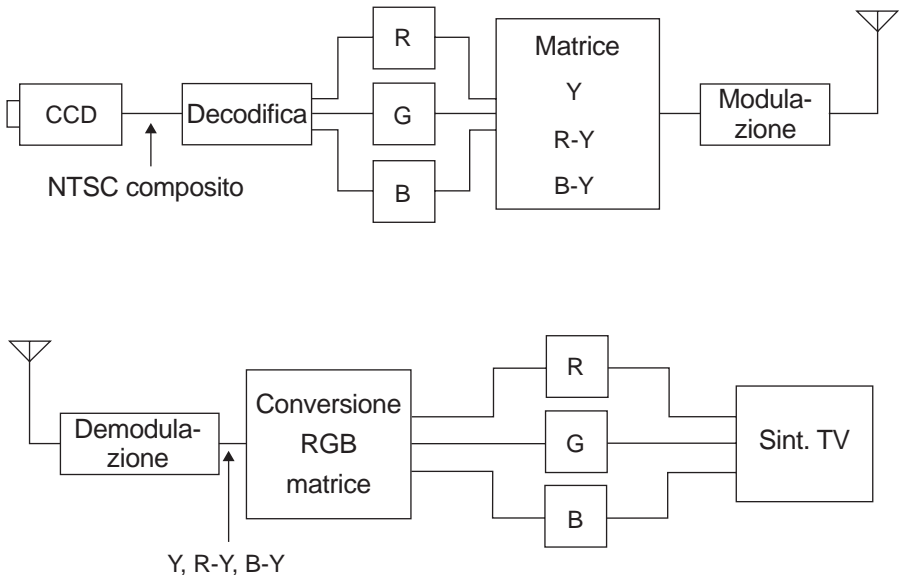 CCD
NTSC composito
Decodifica
R
G
B
Matrice
Y
R-Y
B-Y
Modula-
zione
Demodula-
zione
Y, R-Y, B-Y
Conversione
RGB
matrice
R
G
B
Sint. TV